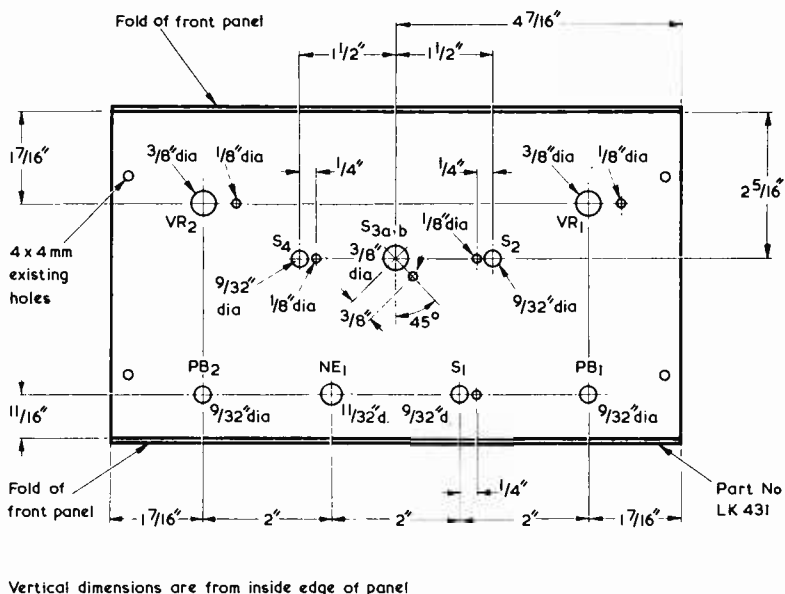 4 7/16"
Fold of front panel
1 1/2"
1 1/2"
1 7/16"
3/8" dia
1/8" dia
1/4"
1/4"
3/8" dia
1/8" dia
2 5/16"
VR2
S3a,b
1/8" dia
VR1
S4
S2
4 x 4 mm
existing
holes
3/8"
dia
9/32"
dia
1/8" dia
3/8"
45°
9/32" dia
PB2
NE1
S1
PB1
11/16"
9/32" dia
11/32" d.
9/32" d.
9/32" dia
Fold of
front panel
1/4"
Part No
LK 431
1 7/16"
2"
2"
2"
1 7/16"
Vertical dimensions are from inside edge of panel